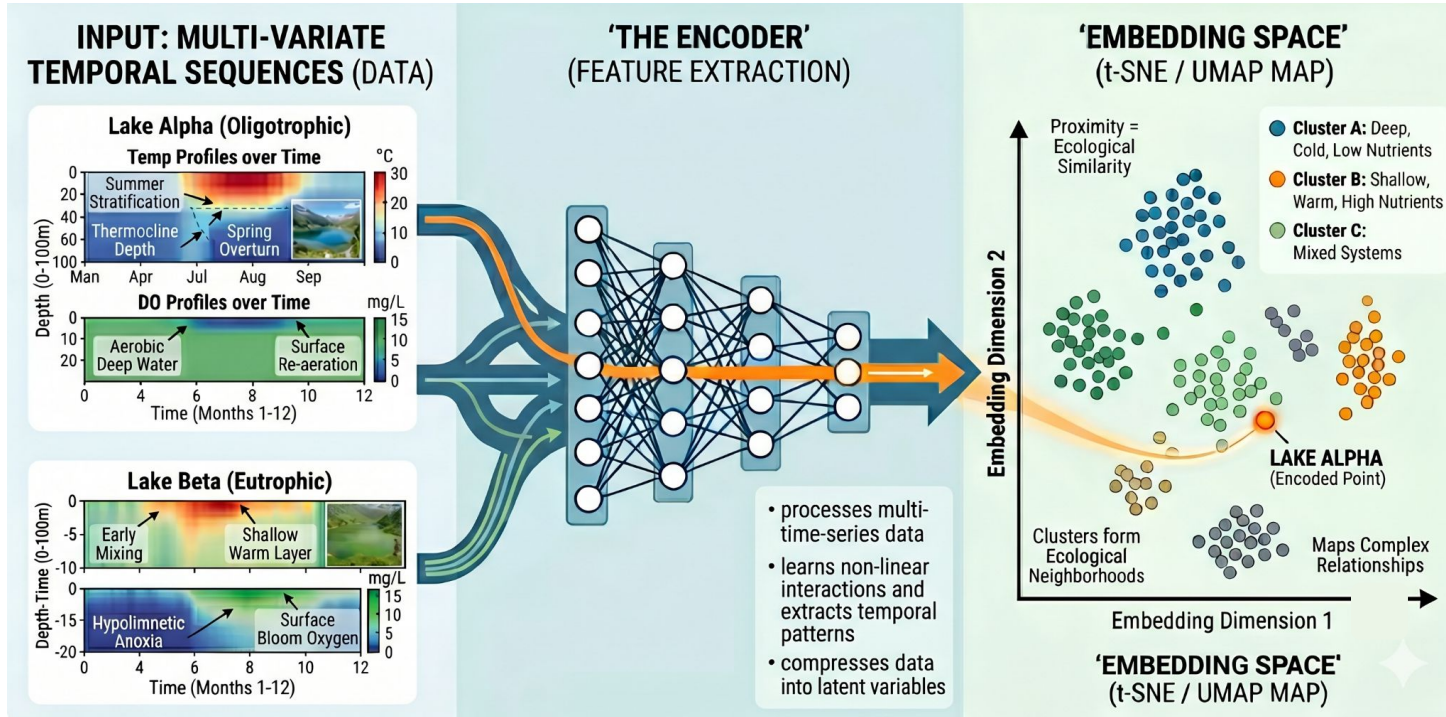 INPUT: MULTI-VARIATE
TEMPORAL SEQUENCES (DATA)
Lake Alpha (Oligotrophic)
Temp Profiles over Time
°C
0
20
40
60
80
100
Depth (0-100m)
Summer
Stratification
Thermocline
Depth
Spring
Overturn
30
20
10
0
Man Apr Jul Aug Sep
DO Profiles over Time
mg/L
0
10
20
Aerobic
Deep Water
Surface
Re-aeration
15
10
5
0
0 4 6 8 10 12
Time (Months 1-12)
Lake Beta (Eutrophic)
0
-5
-10
Depth-Time (0-100m)
Early
Mixing
Shallow
Warm Layer
mg/L
0
-15
-20
Hypolimnetic
Anoxia
Surface
Bloom Oxygen
15
10
5
0
0 4 6 8 10 12
Time (Months 1-12)
'THE ENCODER'
(FEATURE EXTRACTION)
• processes multi-
time-series data
• learns non-linear
interactions and
extracts temporal
patterns
• compresses data
into latent variables
'EMBEDDING SPACE'
(t-SNE / UMAP MAP)
Proximity =
Ecological
Similarity
Cluster A: Deep,
Cold, Low Nutrients
Cluster B: Shallow,
Warm, High Nutrients
Cluster C:
Mixed Systems
Embedding Dimension 2
LAKE ALPHA
(Encoded Point)
Clusters form
Ecological
Neighborhoods
Maps Complex
Relationships
Embedding Dimension 1
'EMBEDDING SPACE'
(t-SNE / UMAP MAP)